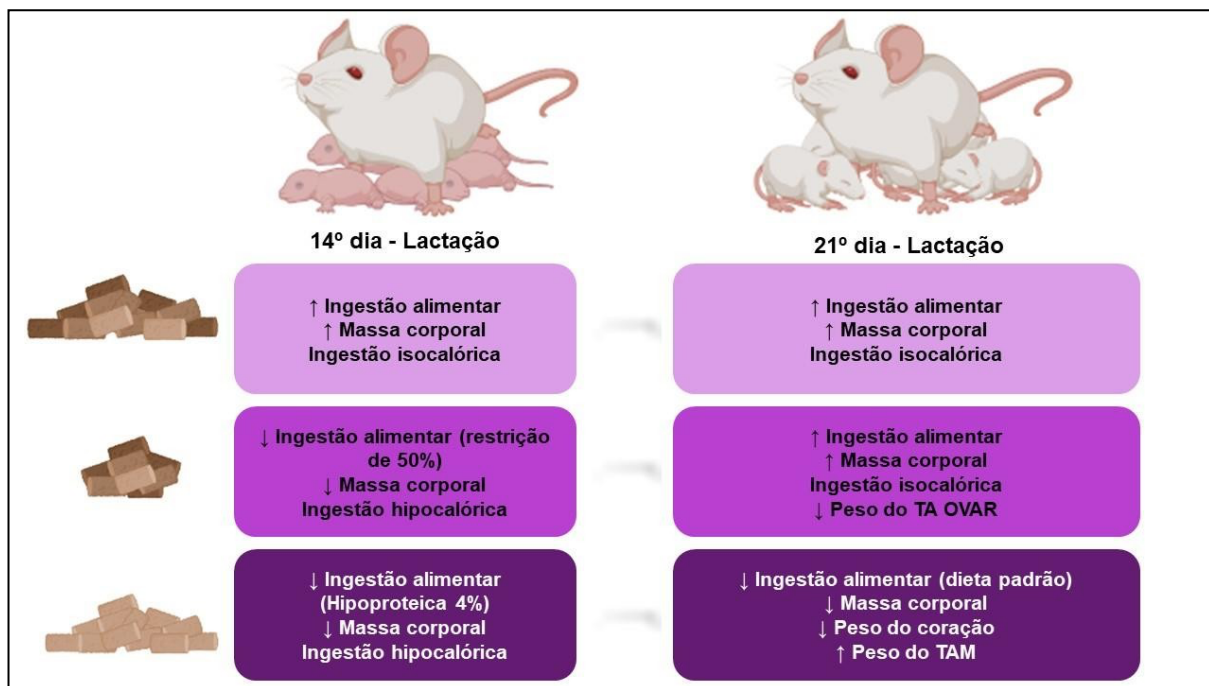 14º dia - Lactação
21º dia - Lactação
↑ Ingestão alimentar
↑ Massa corporal
Ingestão isocalórica
↑ Ingestão alimentar
↑ Massa corporal
Ingestão isocalórica
↓ Ingestão alimentar (restrição
de 50%)
↓ Massa corporal
Ingestão hipocalórica
↑ Ingestão alimentar
↑ Massa corporal
Ingestão isocalórica
↓ Peso do TA OVAR
↓ Ingestão alimentar
(Hipoproteica 4%)
↓ Massa corporal
Ingestão hipocalórica
↓ Ingestão alimentar (dieta padrão)
↓ Massa corporal
↓ Peso do coração
↑ Peso do TAM